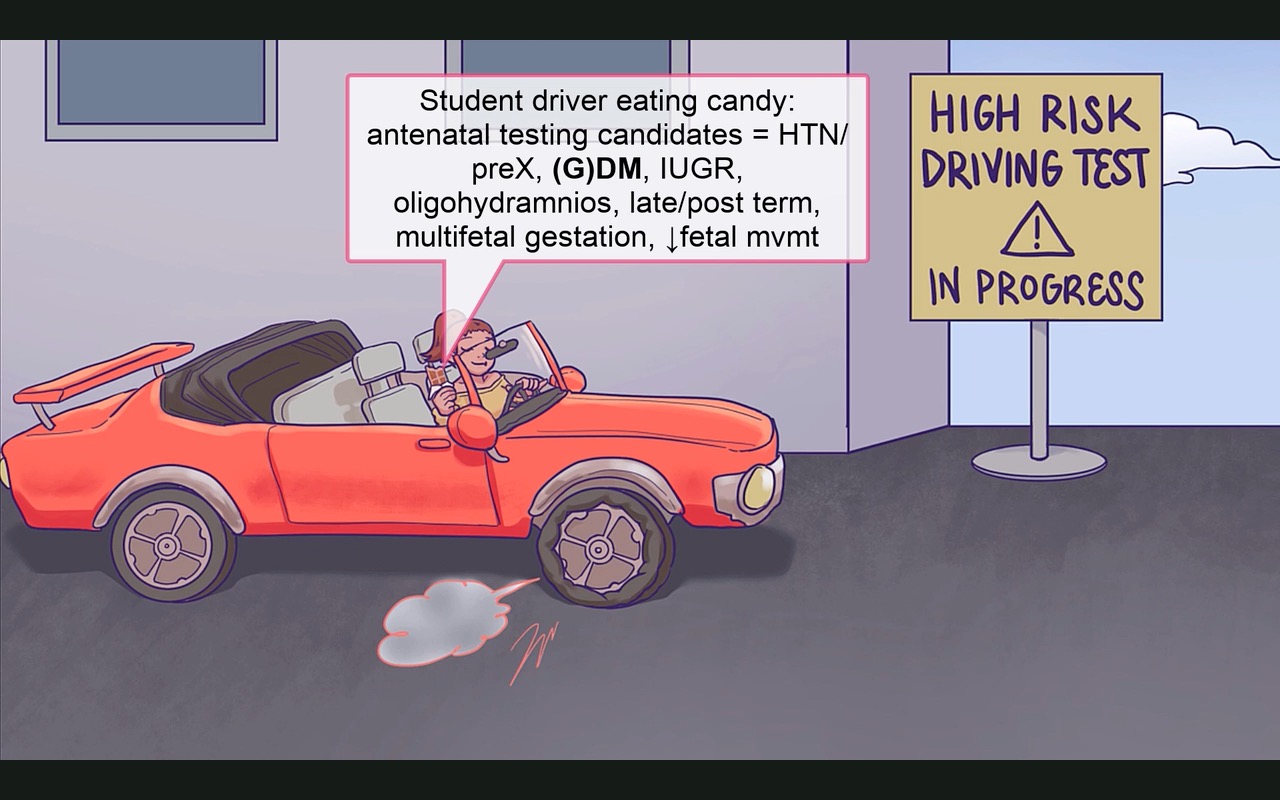 Student driver eating candy:
antenatal testing candidates = HTN/
preX, (G)DM, IUGR,
oligohydramnios, late/post term,
multifetal gestation, ↓fetal mvmt
HIGH RISK
DRIVING TEST
!
IN PROGRESS